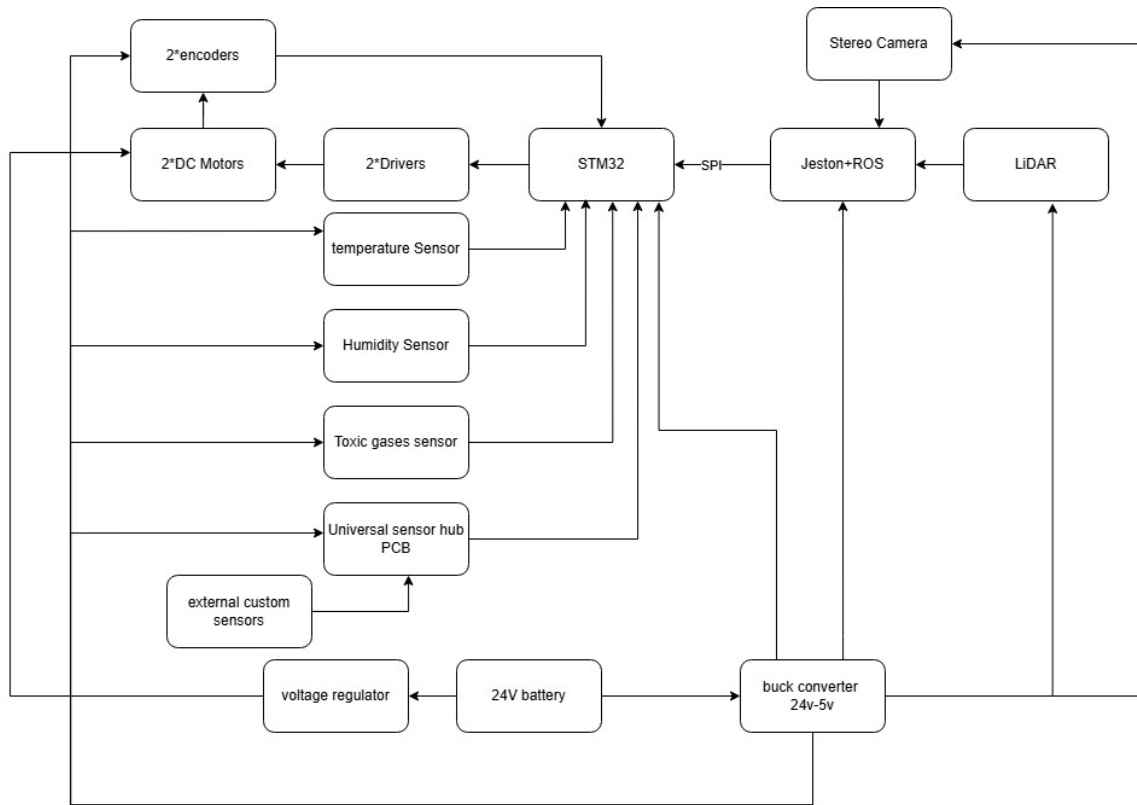 Stereo Camera
2*encoders
2*DC Motors
2*Drivers
STM32
SPI
Jeston+ROS
LiDAR
temperature Sensor
Humidity Sensor
Toxic gases sensor
Universal sensor hub
PCB
external custom
sensors
voltage regulator
24V battery
buck converter
24v-5v